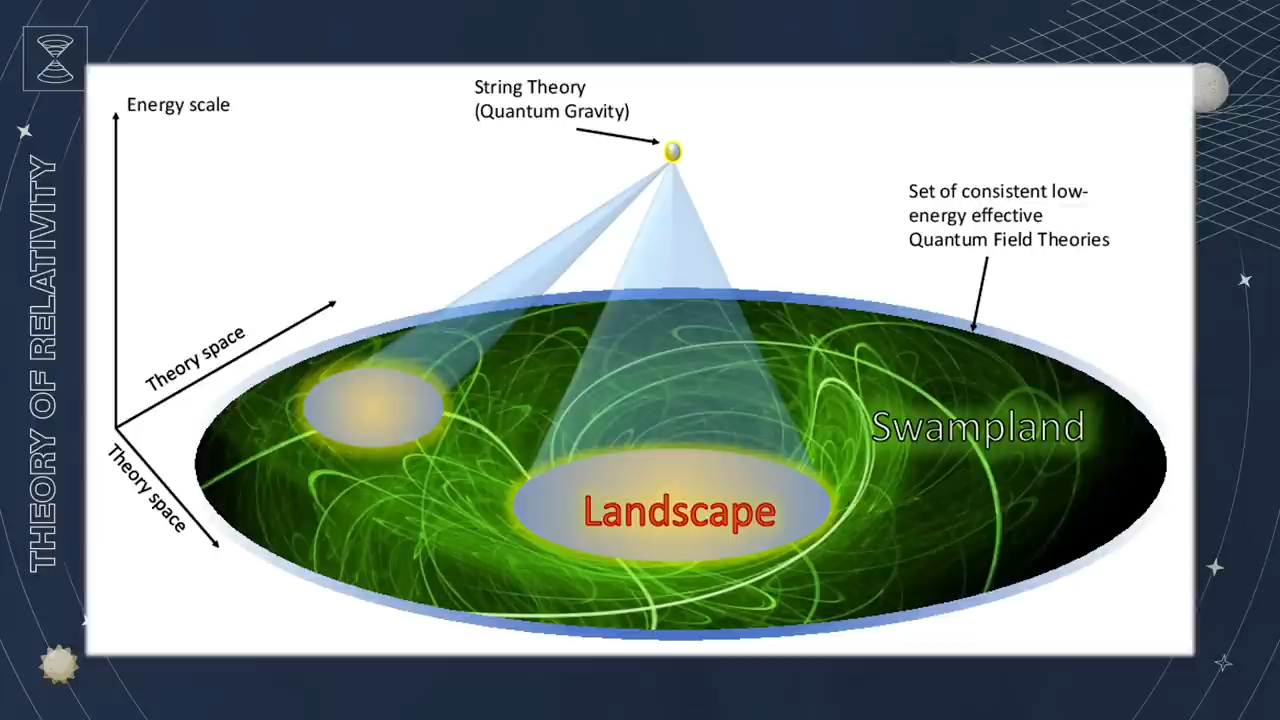 THEORY OF RELATIVITY
Energy scale
String Theory
(Quantum Gravity)
Set of consistent low-
energy effective
Quantum Field Theories
Theory space
Theory space
Swampland
Landscape